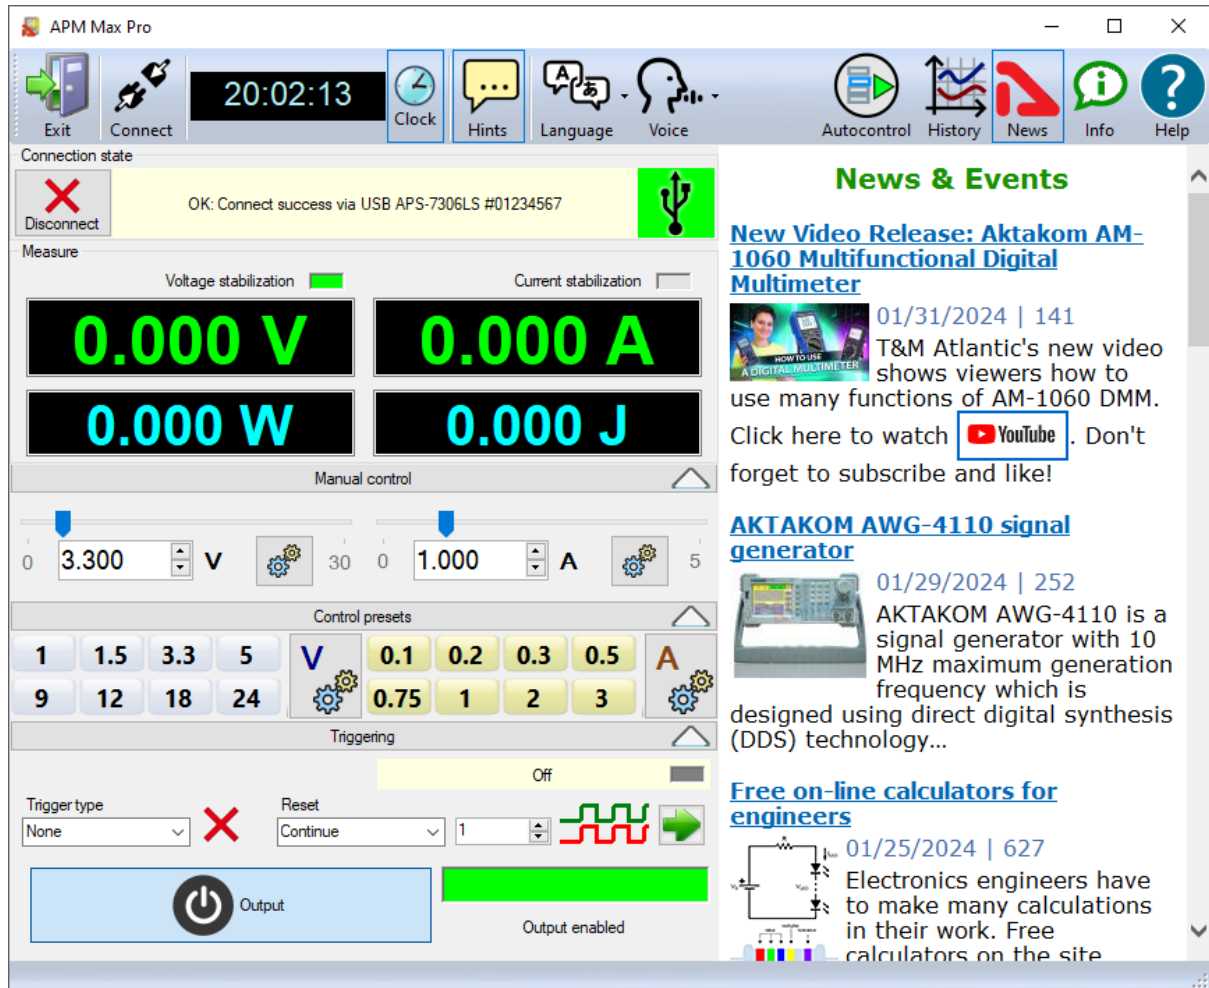 APM Max Pro
Exit
Connect
20:02:13
Clock
Hints
Language
Voice
Autocontrol
History
News
Info
Help
Connection state
Disconnect
OK: Connect success via USB APS-7306LS #01234567
Measure
Voltage stabilization
Current stabilization
0.000 V
0.000 A
0.000 W
0.000 J
Manual control
0
3.300
V
30
0
1.000
A
5
Control presets
1 1.5 3.3 5
V
0.1 0.2 0.3 0.5
A
9 12 18 24
0.75 1 2 3
Triggering
Off
Trigger type
None
Reset
Continue
1
Output
Output enabled
News & Events
New Video Release: Aktakom AM-
1060 Multifunctional Digital
Multimeter
HOW TO USE
A DIGITAL MULTIMETER
01/31/2024 | 141
T&M Atlantic's new video
shows viewers how to
use many functions of AM-1060 DMM.
Click here to watch YouTube . Don't
forget to subscribe and like!
AKTAKOM AWG-4110 signal
generator
01/29/2024 | 252
AKTAKOM AWG-4110 is a
signal generator with 10
MHz maximum generation
frequency which is
designed using direct digital synthesis
(DDS) technology...
Free on-line calculators for
engineers
01/25/2024 | 627
Electronics engineers have
to make many calculations
in their work. Free
calculators on the site